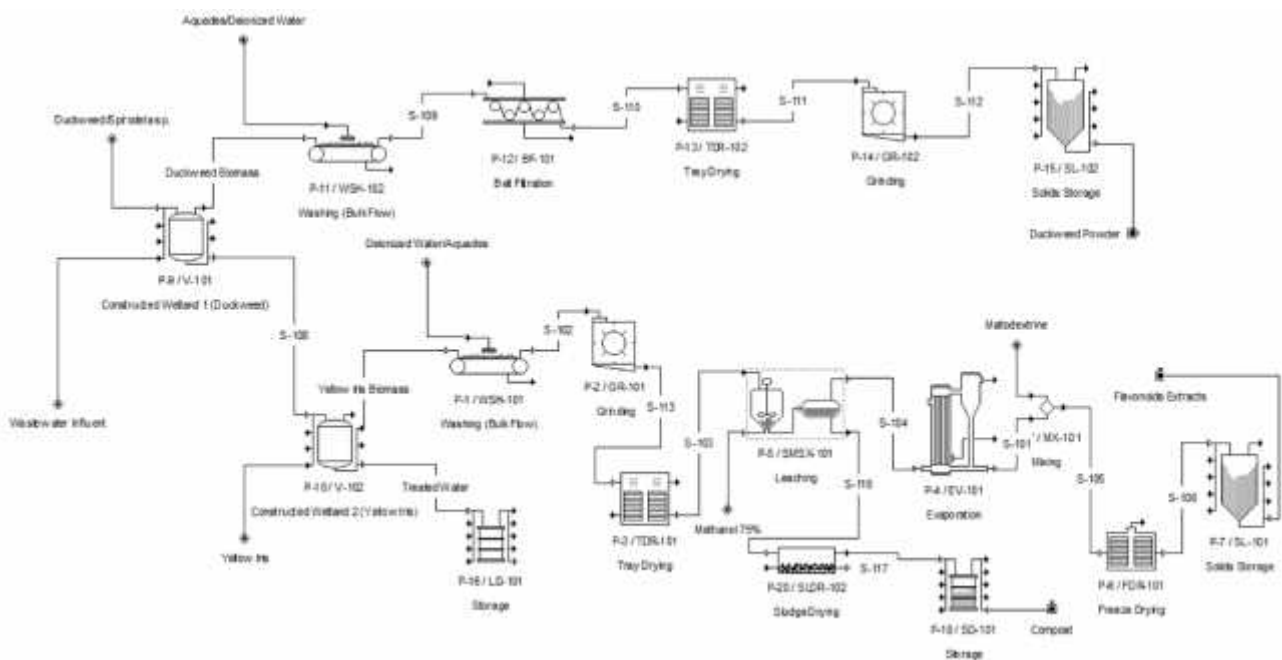 Aquades/Deionized Water
Duckweed/Spirodela sp.
Duckweed Biomass
S-109
P-11 / WSH-102
Washing (Bulk Flow)
P-12 / BF-101
Belt Filtration
S-110
P-13 / TDR-102
Tray Drying
S-111
P-14 / GR-102
Grinding
S-112
P-15 / SL-102
Solids Storage
Duckweed Powder
P-9 / V-101
Constructed Wetland 1 (Duckweed)
S-108
Wastewater Influent
Deionized Water/Aquades
Yellow Iris Biomass
P-1 / WSH-101
Washing (Bulk Flow)
S-102
P-2 / GR-101
Grinding
S-113
P-3 / TDR-101
Tray Drying
S-103
P-5 / SMSX-101
Leaching
Methanol 75%
S-104
S-116
P-4 / EV-101
Evaporation
S-101
Maltodextrine
/ MX-101
Mixing
S-105
P-6 / FDR-101
Freeze Drying
S-106
P-7 / SL-101
Solids Storage
Flavonoids Extracts
P-10 / V-102
Constructed Wetland 2 (Yellow Iris)
Yellow Iris
Treated Water
P-16 / LG-101
Storage
P-20 / SLDR-102
Sludge Drying
S-117
P-18 / SD-101
Storage
Compost